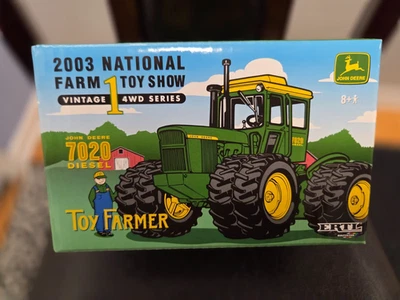 2003 NATIONAL
FARM 1 TOY SHOW
VINTAGE 4WD SERIES
JOHN DEERE
8+
JOHN DEERE
7020
DIESEL
TOY FARMER
ERTL